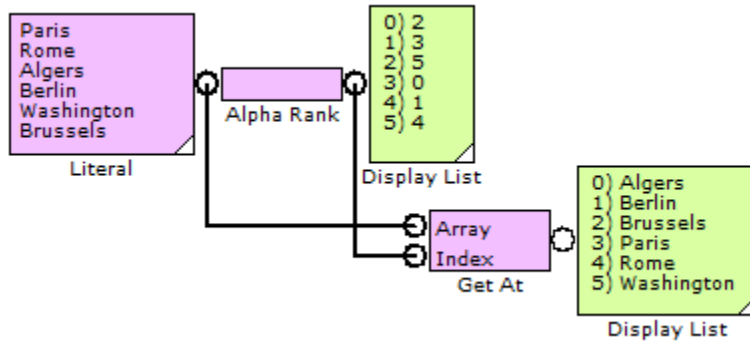 Paris
Rome
Algers
Berlin
Washington
Brussels
Literal
Alpha Rank
0) 2
1) 3
2) 5
3) 0
4) 1
5) 4
Display List
Array
Index
Get At
0) Algers
1) Berlin
2) Brussels
3) Paris
4) Rome
5) Washington
Display List